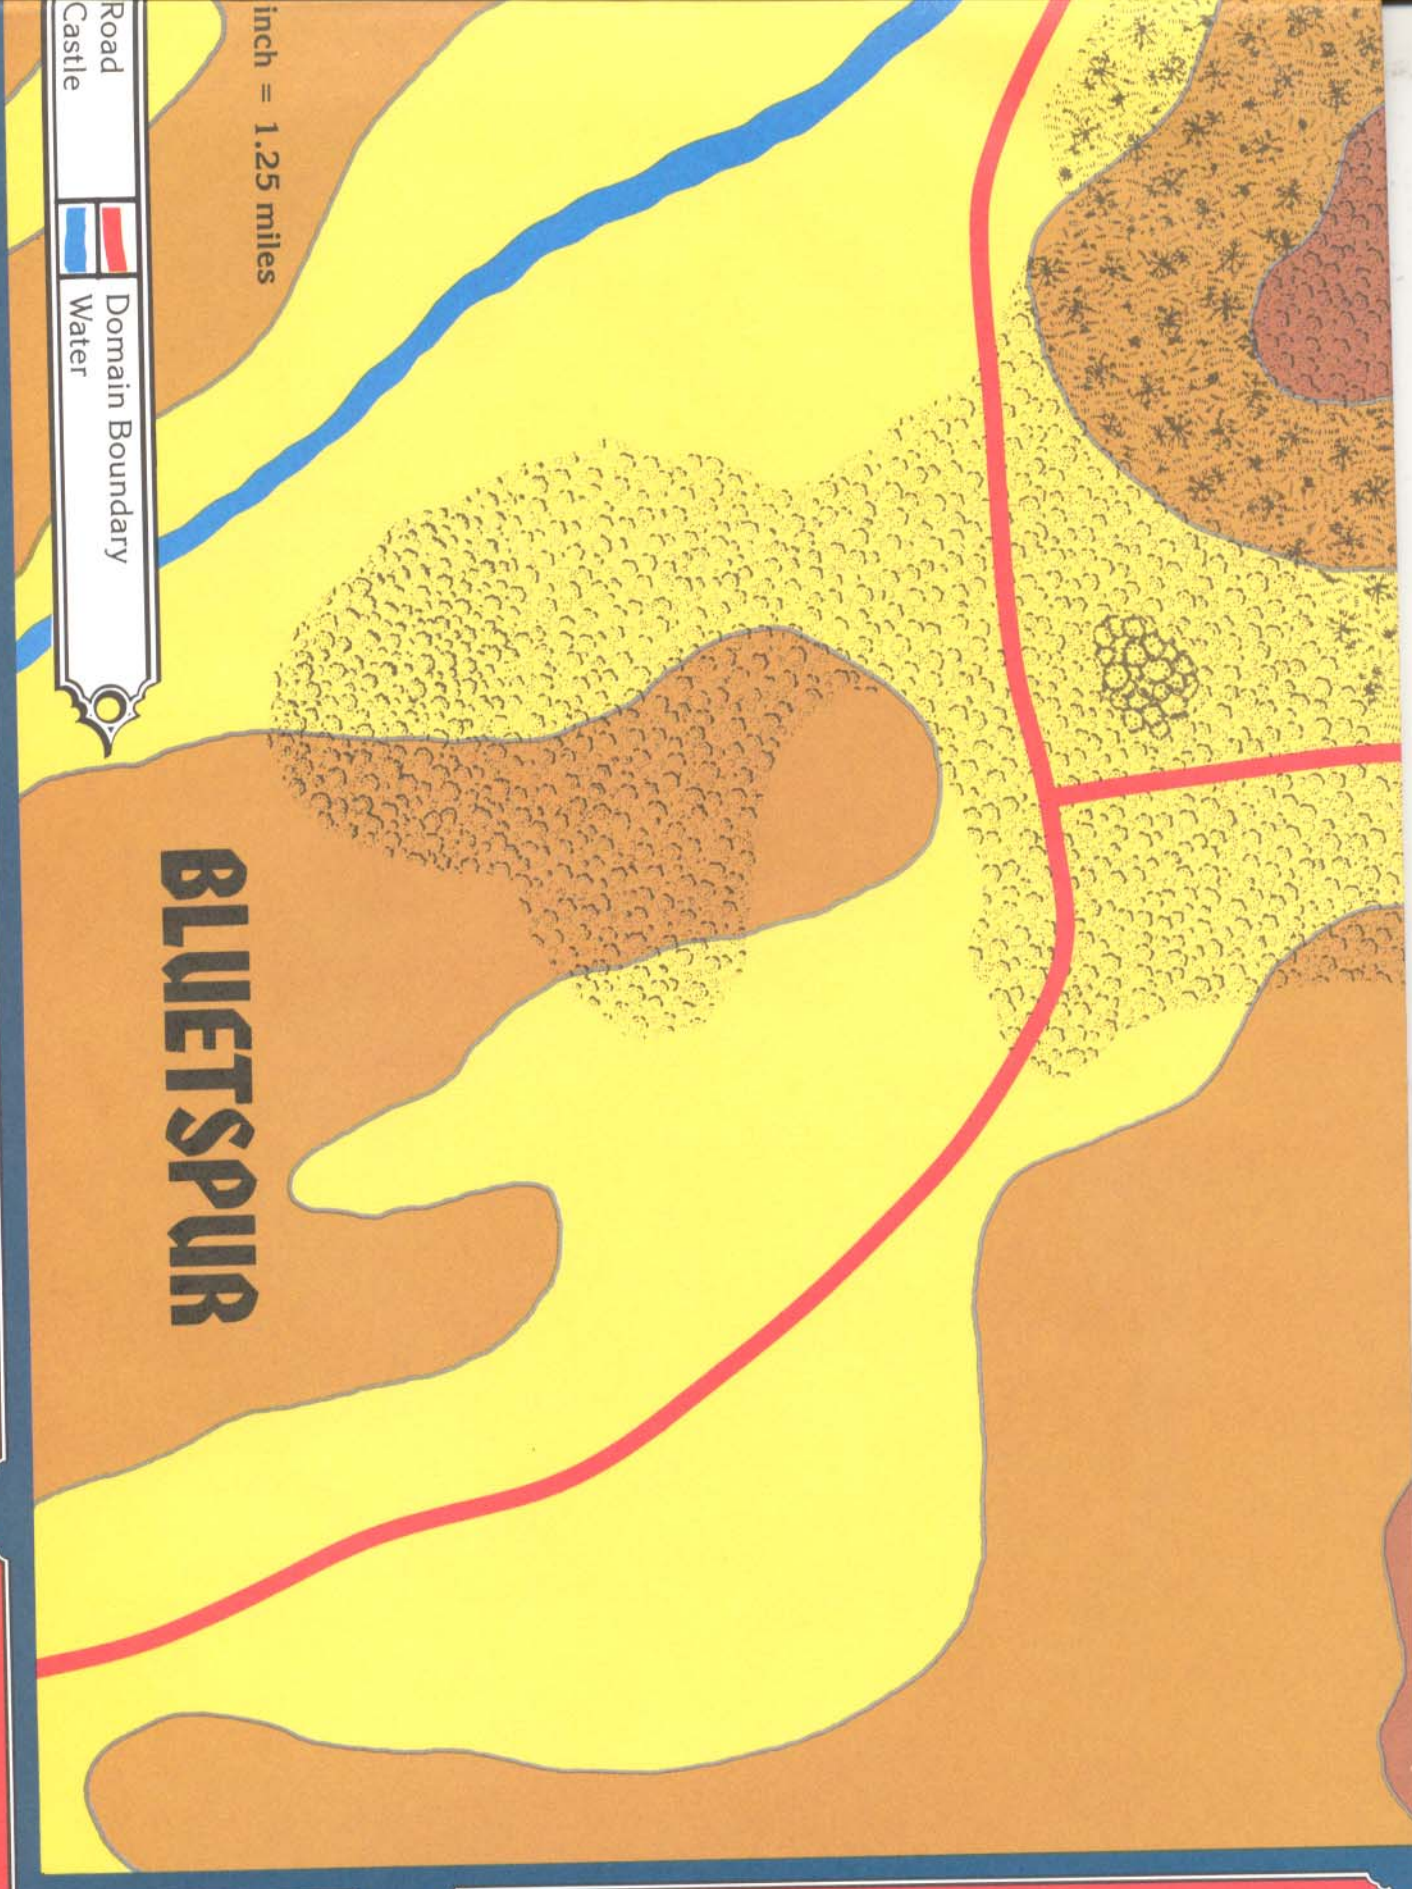 inch = 1.25 miles
Road
Domain Boundary
Castle
Water
BLUETSPUR